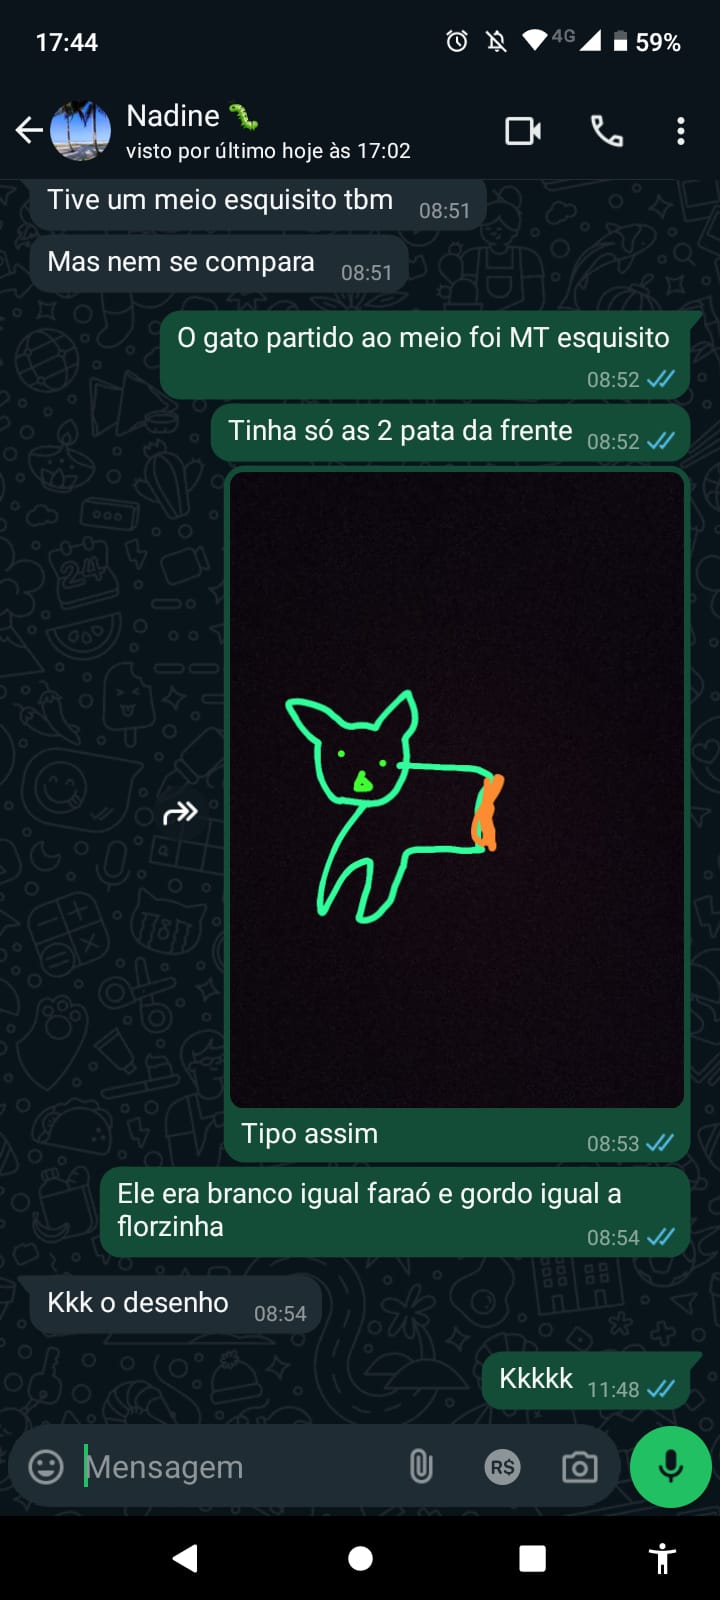 17:44
4G
59%
Nadine
visto por último hoje às 17:02
Tive um meio esquisito tbm 08:51
Mas nem se compara 08:51
O gato partido ao meio foi MT esquisito
08:52
Tinha só as 2 pata da frente 08:52
Tipo assim 08:53
Ele era branco igual faraó e gordo igual a
florzinha
08:54
Kkk o desenho 08:54
Kkkkk 11:48
Mensagem
R$